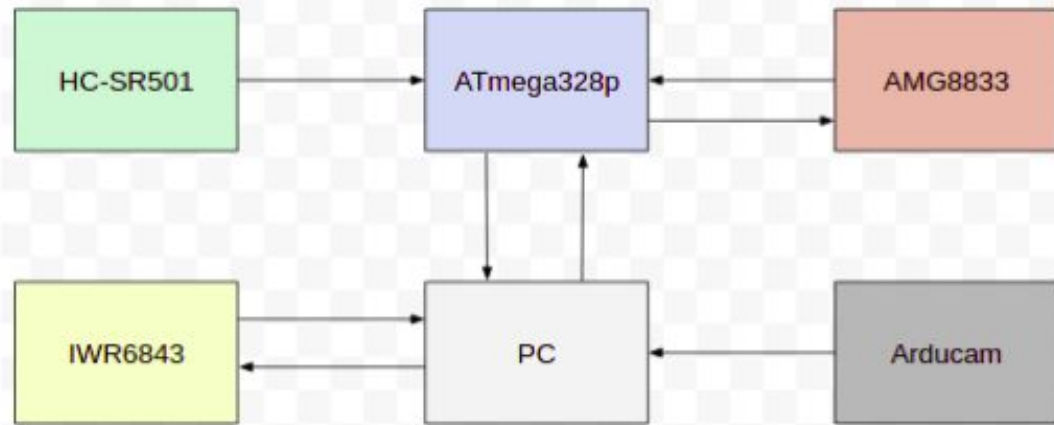 HC-SR501
ATmega328p
AMG8833
IWR6843
PC
Arducam